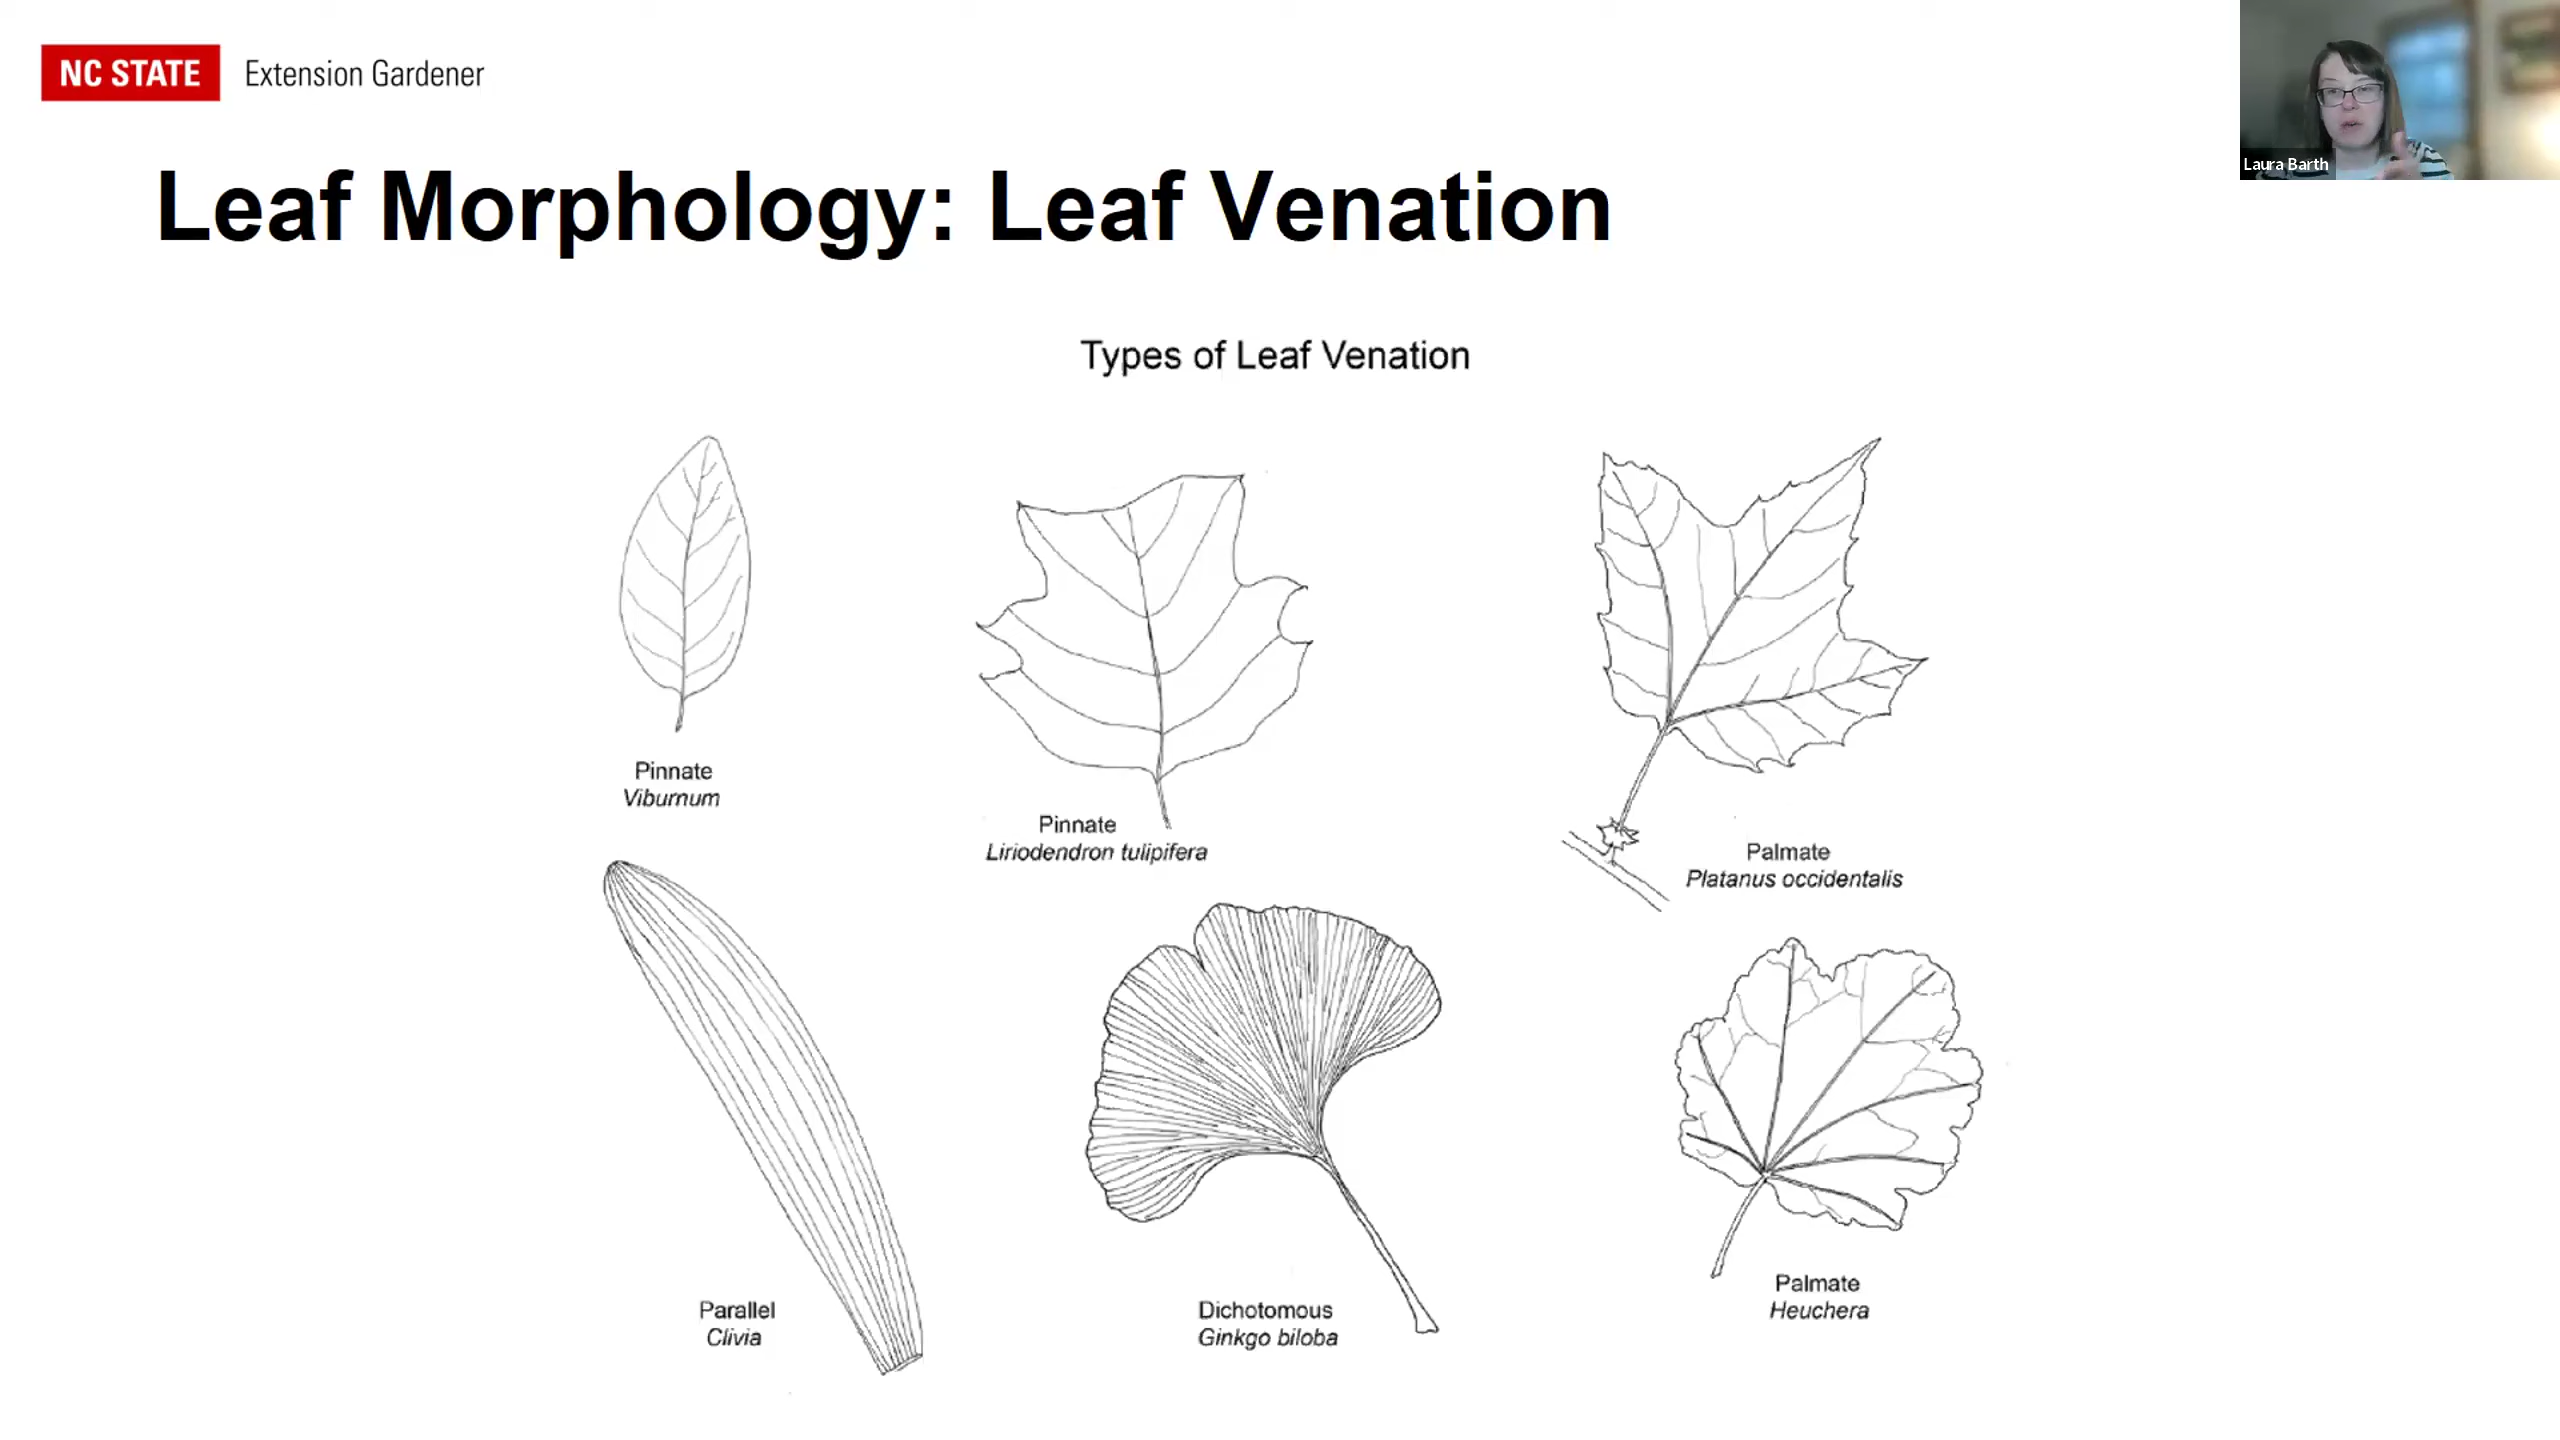 NC STATE Extension Gardener
Laura Barth
Leaf Morphology: Leaf Venation
Types of Leaf Venation
Pinnate
Viburnum
Pinnate
Liriodendron tulipifera
Palmate
Platanus occidentalis
Parallel
Clivia
Dichotomous
Ginkgo biloba
Palmate
Heuchera